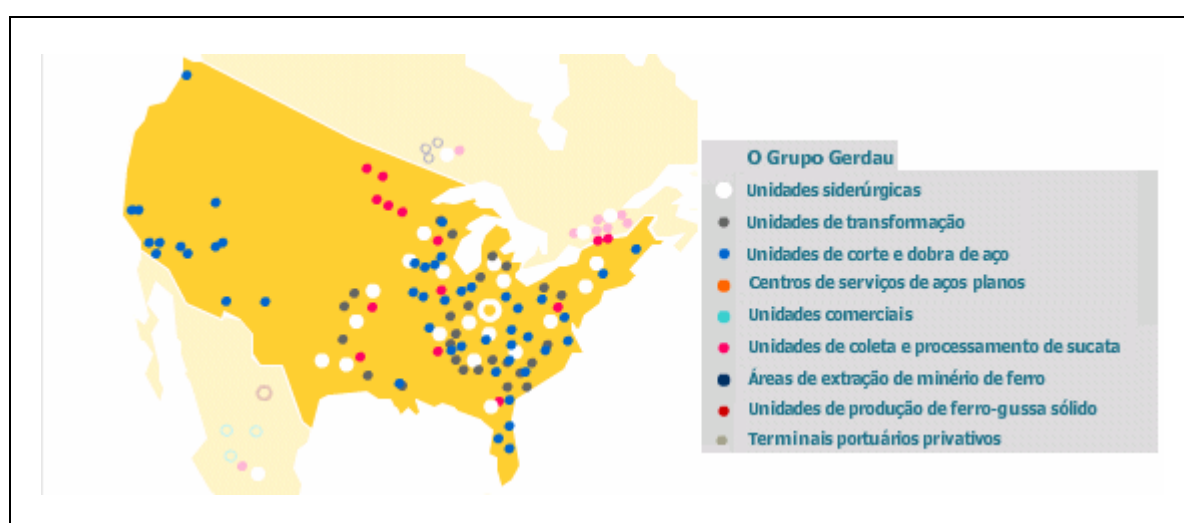 O Grupo Gerdau
Unidades siderúrgicas
Unidades de transformação
Unidades de corte e dobra de aço
Centros de serviços de aços planos
Unidades comerciais
Unidades de coleta e processamento de sucata
Áreas de extração de minério de ferro
Unidades de produção de ferro-gussa sólido
Terminais portuários privativos